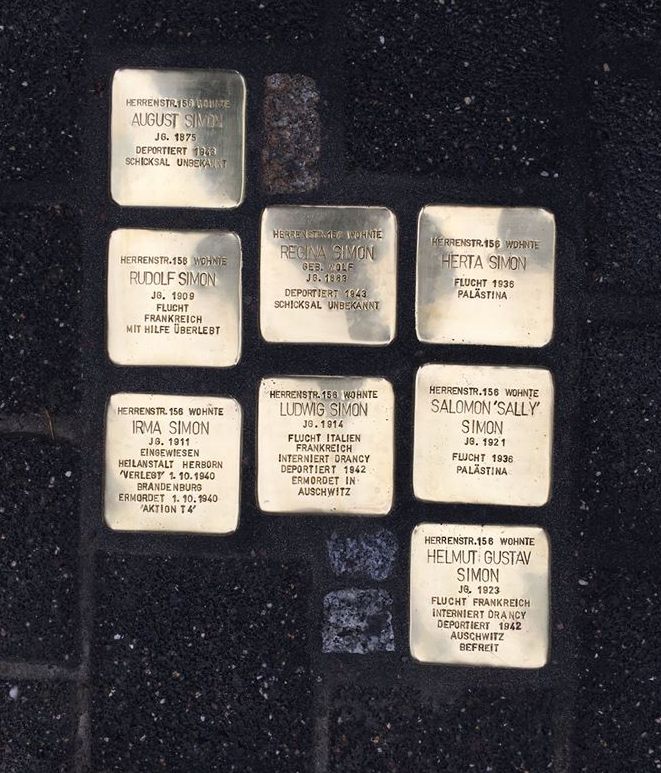 HERRENSTR.156 WOHNTE
AUGUST SIMON
JG. 1875
DEPORTIERT 1943
SCHICKSAL UNBEKANNT
HERRENSTR.156 WOHNTE
RUDOLF SIMON
JG. 1909
FLUCHT
FRANKREICH
MIT HILFE ÜBERLEBT
HERRENSTR.156 WOHNTE
REGINA SIMON
GEB. WOLF
JG. 1883
DEPORTIERT 1943
SCHICKSAL UNBEKANNT
HERRENSTR.156 WOHNTE
HERTA SIMON
FLUCHT 1936
PALÄSTINA
HERRENSTR.156 WOHNTE
IRMA SIMON
JG. 1911
EINGEWIESEN
HEILANSTALT HERBORN
'VERLEGT' 1.10.1940
BRANDENBURG
ERMORDET 1.10.1940
'AKTION T4'
HERRENSTR.156 WOHNTE
LUDWIG SIMON
JG. 1914
FLUCHT ITALIEN
FRANKREICH
INTERNIERT DRANCY
DEPORTIERT 1942
ERMORDET IN
AUSCHWITZ
HERRENSTR.156 WOHNTE
SALOMON 'SALLY'
SIMON
JG. 1921
FLUCHT 1936
PALÄSTINA
HERRENSTR.156 WOHNTE
HELMUT GUSTAV
SIMON
JG. 1923
FLUCHT FRANKREICH
INTERNIERT DRANCY
DEPORTIERT 1942
AUSCHWITZ
BEFREIT